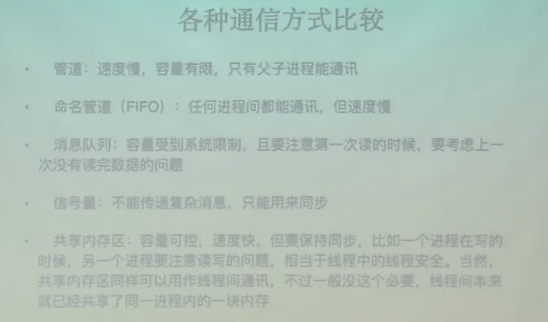 各种通信方式比较
• 管道：速度慢，容量有限，只有父子进程能通讯
• 命名管道（FIFO）：任何进程间都能通讯，但速度慢
• 消息队列：容量受到系统限制，且要注意第一次读的时候，要考虑上一
次没有读完数据的问题
• 信号量：不能传递复杂消息，只能用来同步
• 共享内存区：容量可控，速度快，但要保持同步，比如一个进程在写的
时候，另一个进程要注意读写的问题，相当于线程中的线程安全。当然，
共享内存区同样可以用作线程间通讯，不过一般没这个必要，线程间本来
就已经共享了同一进程内的一块内存